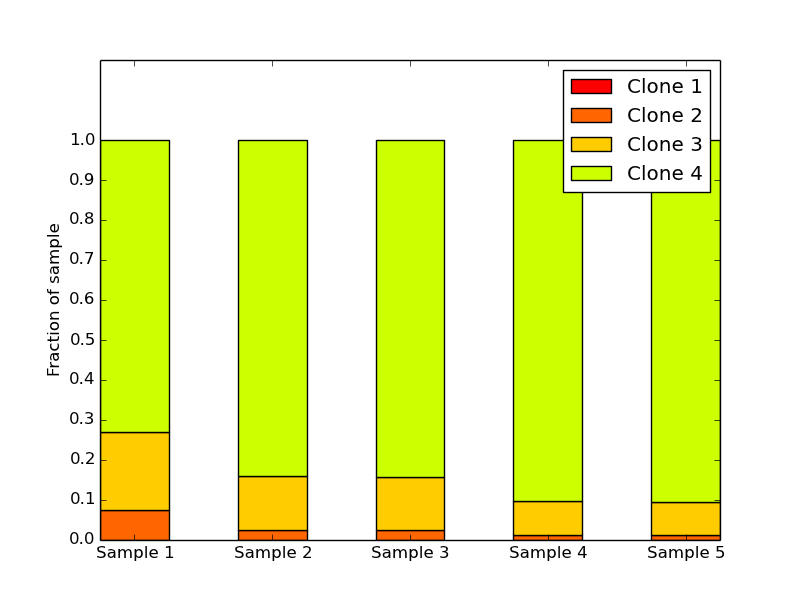 Clone 1
Clone 2
Clone 3
Clone 4
1.0
0.9
0.8
0.7
0.6
0.5
0.4
0.3
0.2
0.1
0.0
Fraction of sample
Sample 1 Sample 2 Sample 3 Sample 4 Sample 5